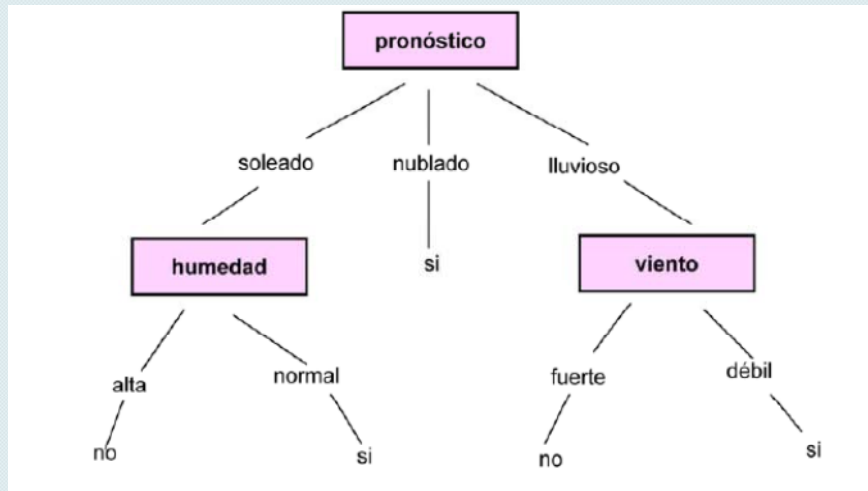 pronóstico
soleado
nublado
lluvioso
humedad
si
viento
alta
normal
fuerte
débil
no
si
no
si